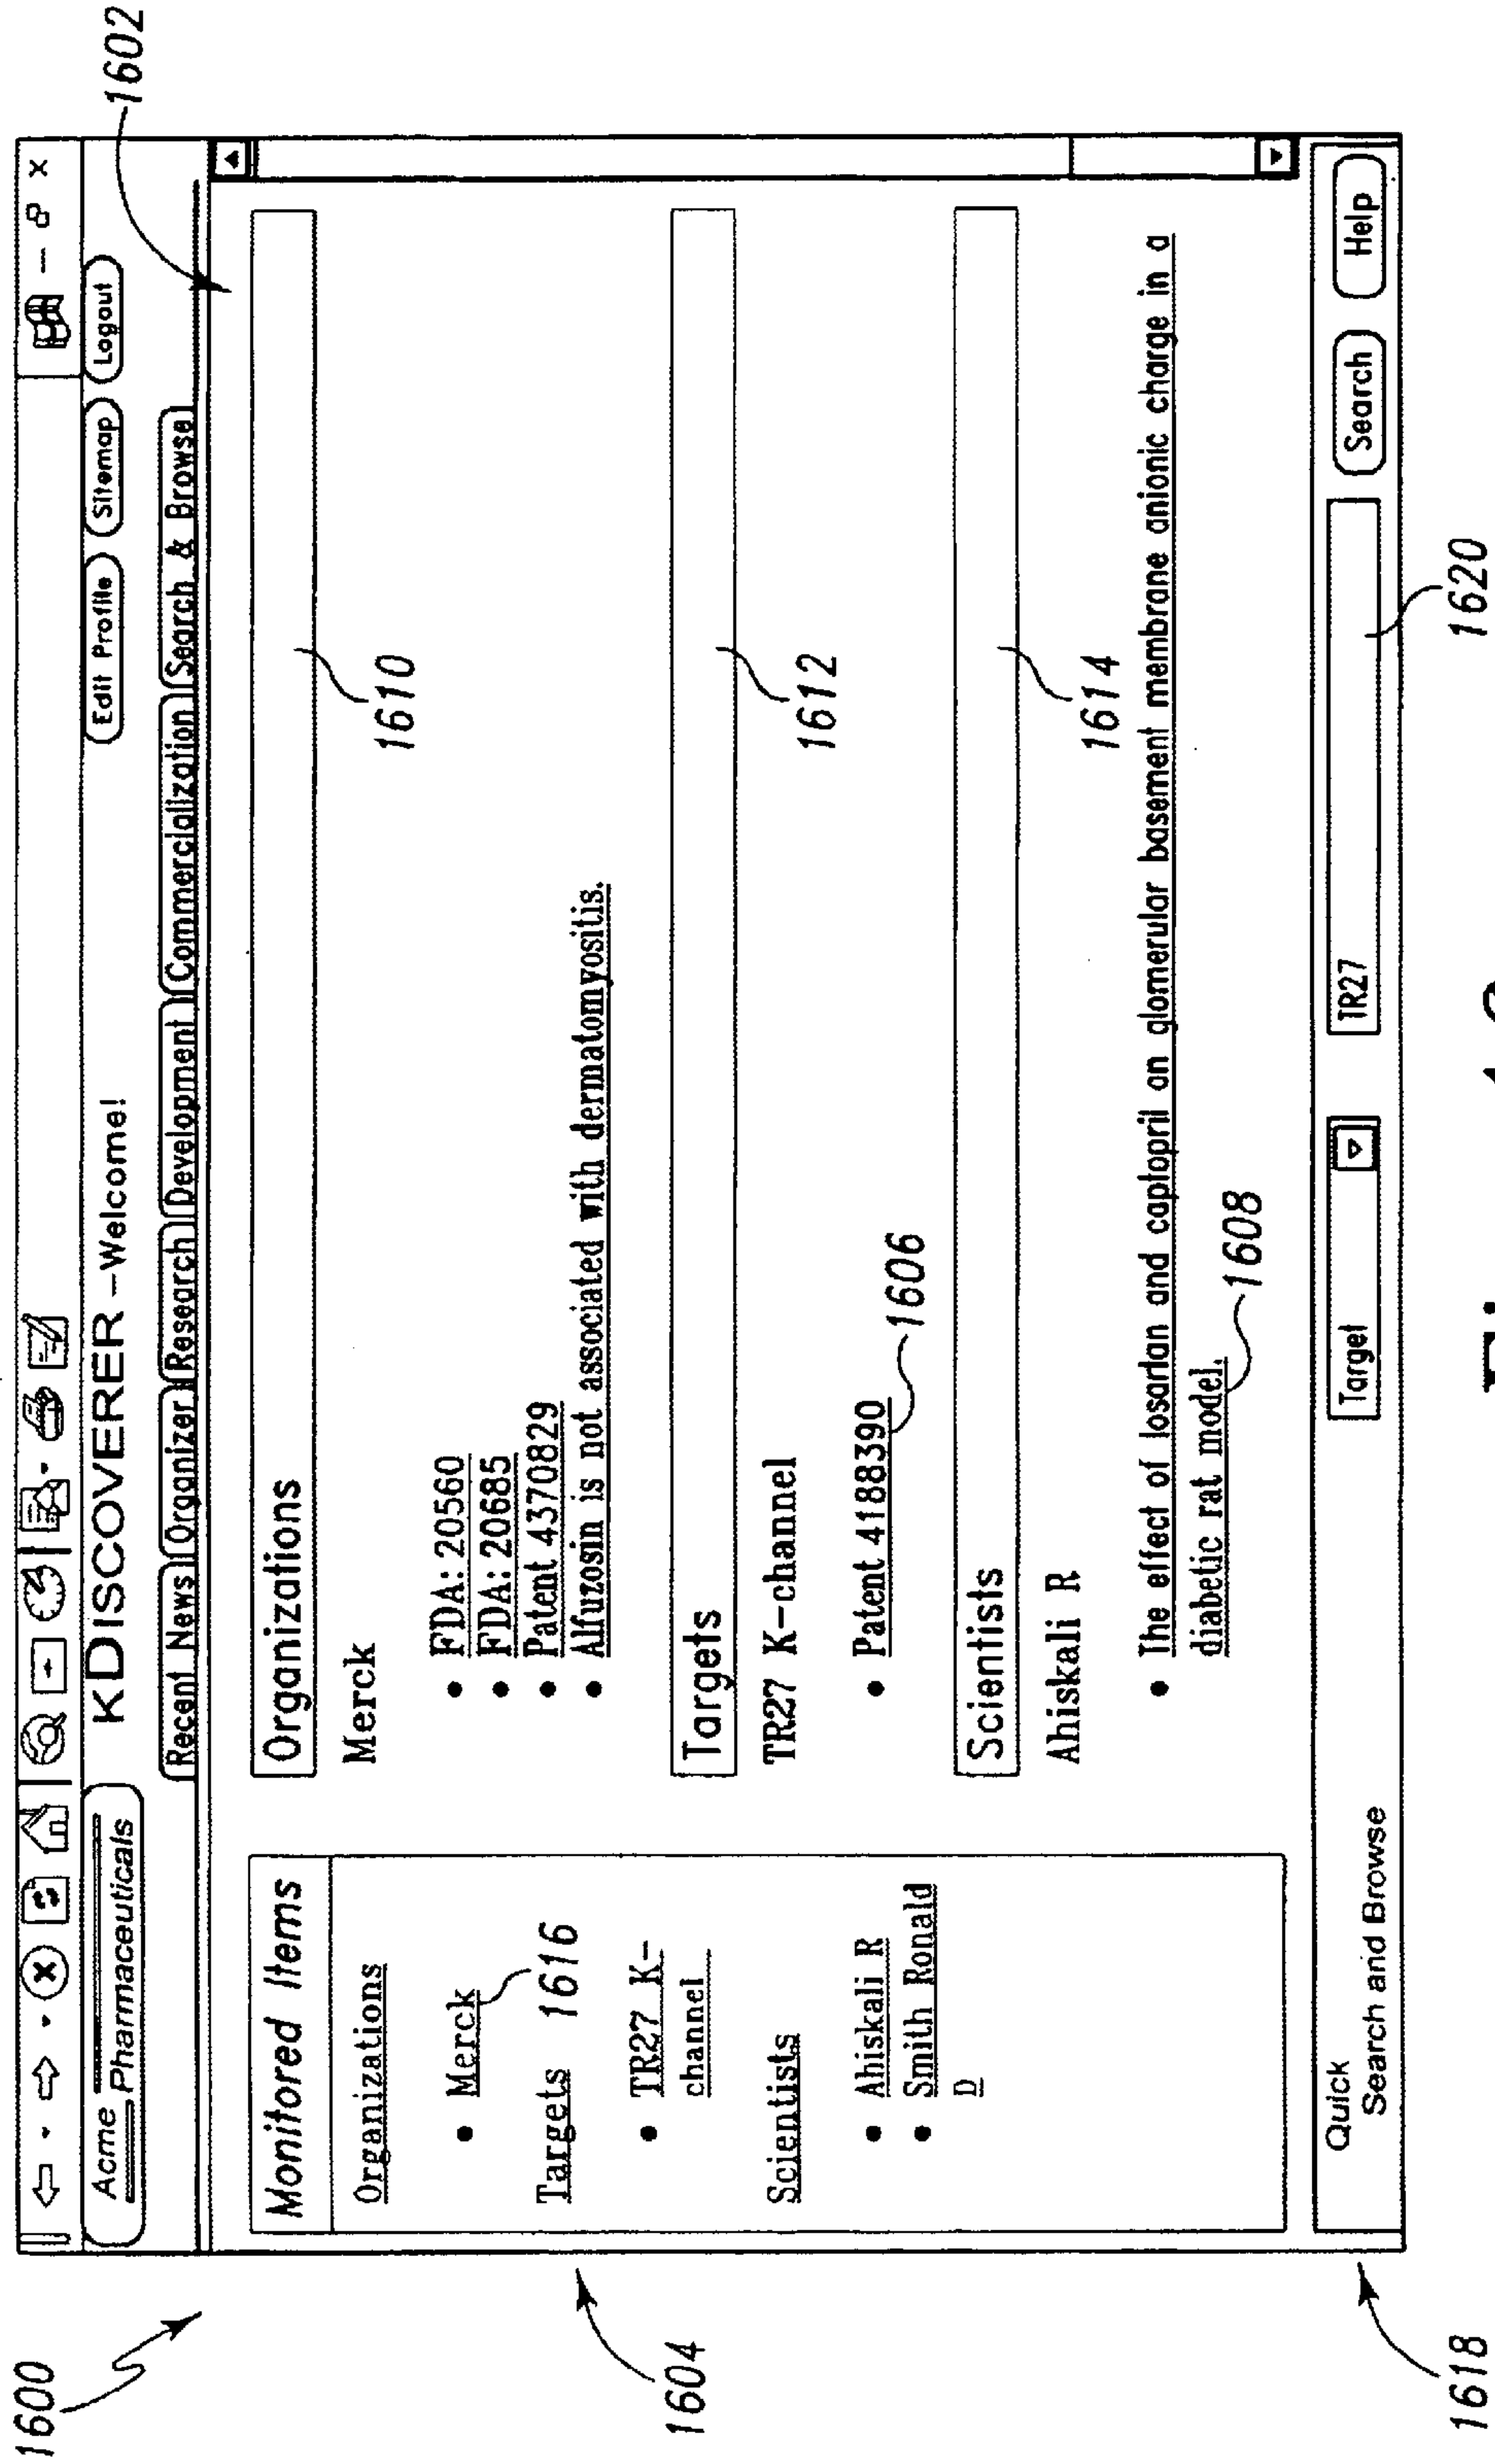 1600
1602
Acme Pharmaceuticals
KDISCOVERER–Welcome!
Edit Profile Sitemap Logout
Recent News Organizer Research Development Commercialization Search & Browse
Monitored Items
Organizations
• Merck
1616
Targets
• TR27 K–
channel
Scientists
• Ahiskali R
• Smith Ronald
D
1604
Organizations
1610
Merck
• FDA: 20560
• FDA: 20685
• Patent 4370829
• Alfuzosin is not associated with dermatomyositis.
Targets
1612
TR27 K–channel
• Patent 4188390
1606
Scientists
1614
Ahiskali R
• The effect of losartan and captopril on glomerular basement membrane anionic charge in a
diabetic rat model.
1608
Quick
Search and Browse
Target
TR27
Search
Help
1618
1620